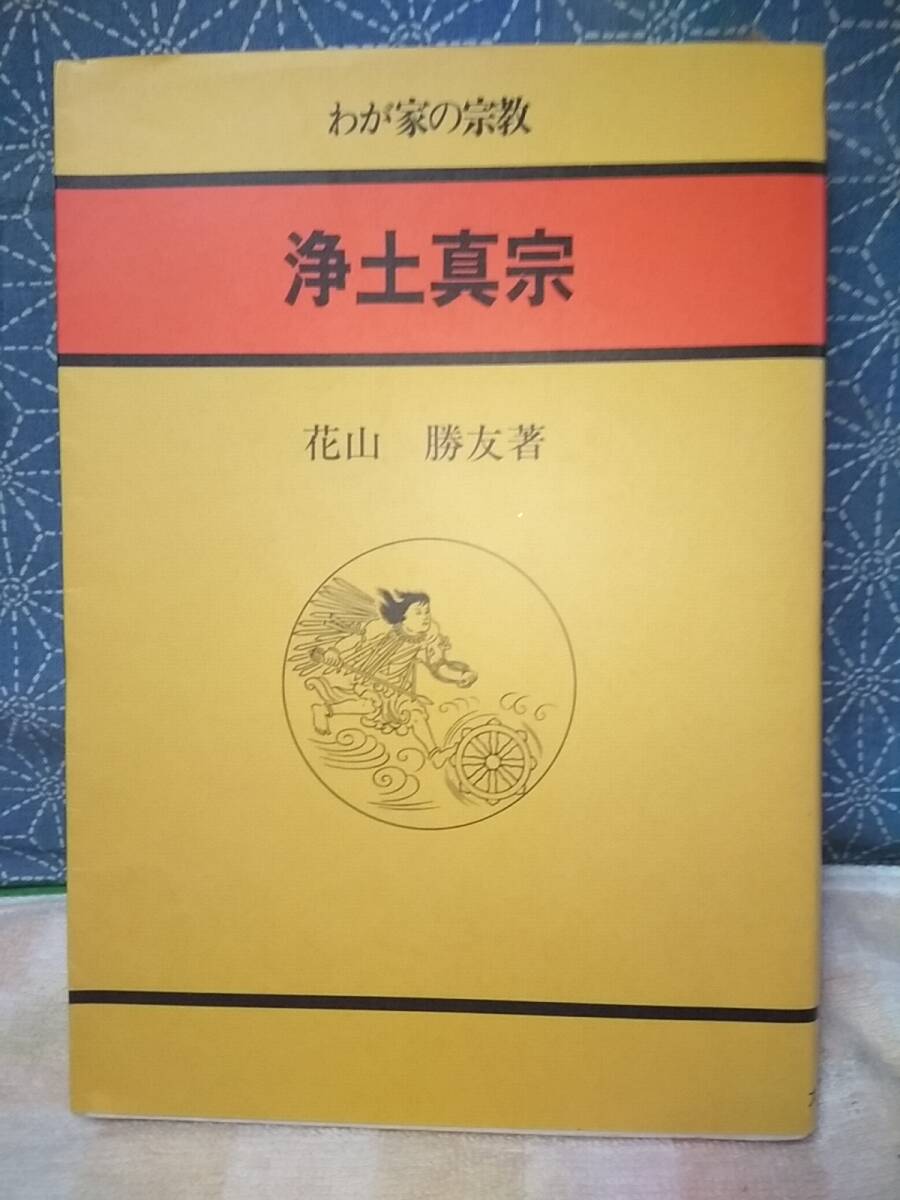 わが家の宗教
浄土真宗
花山 勝友著